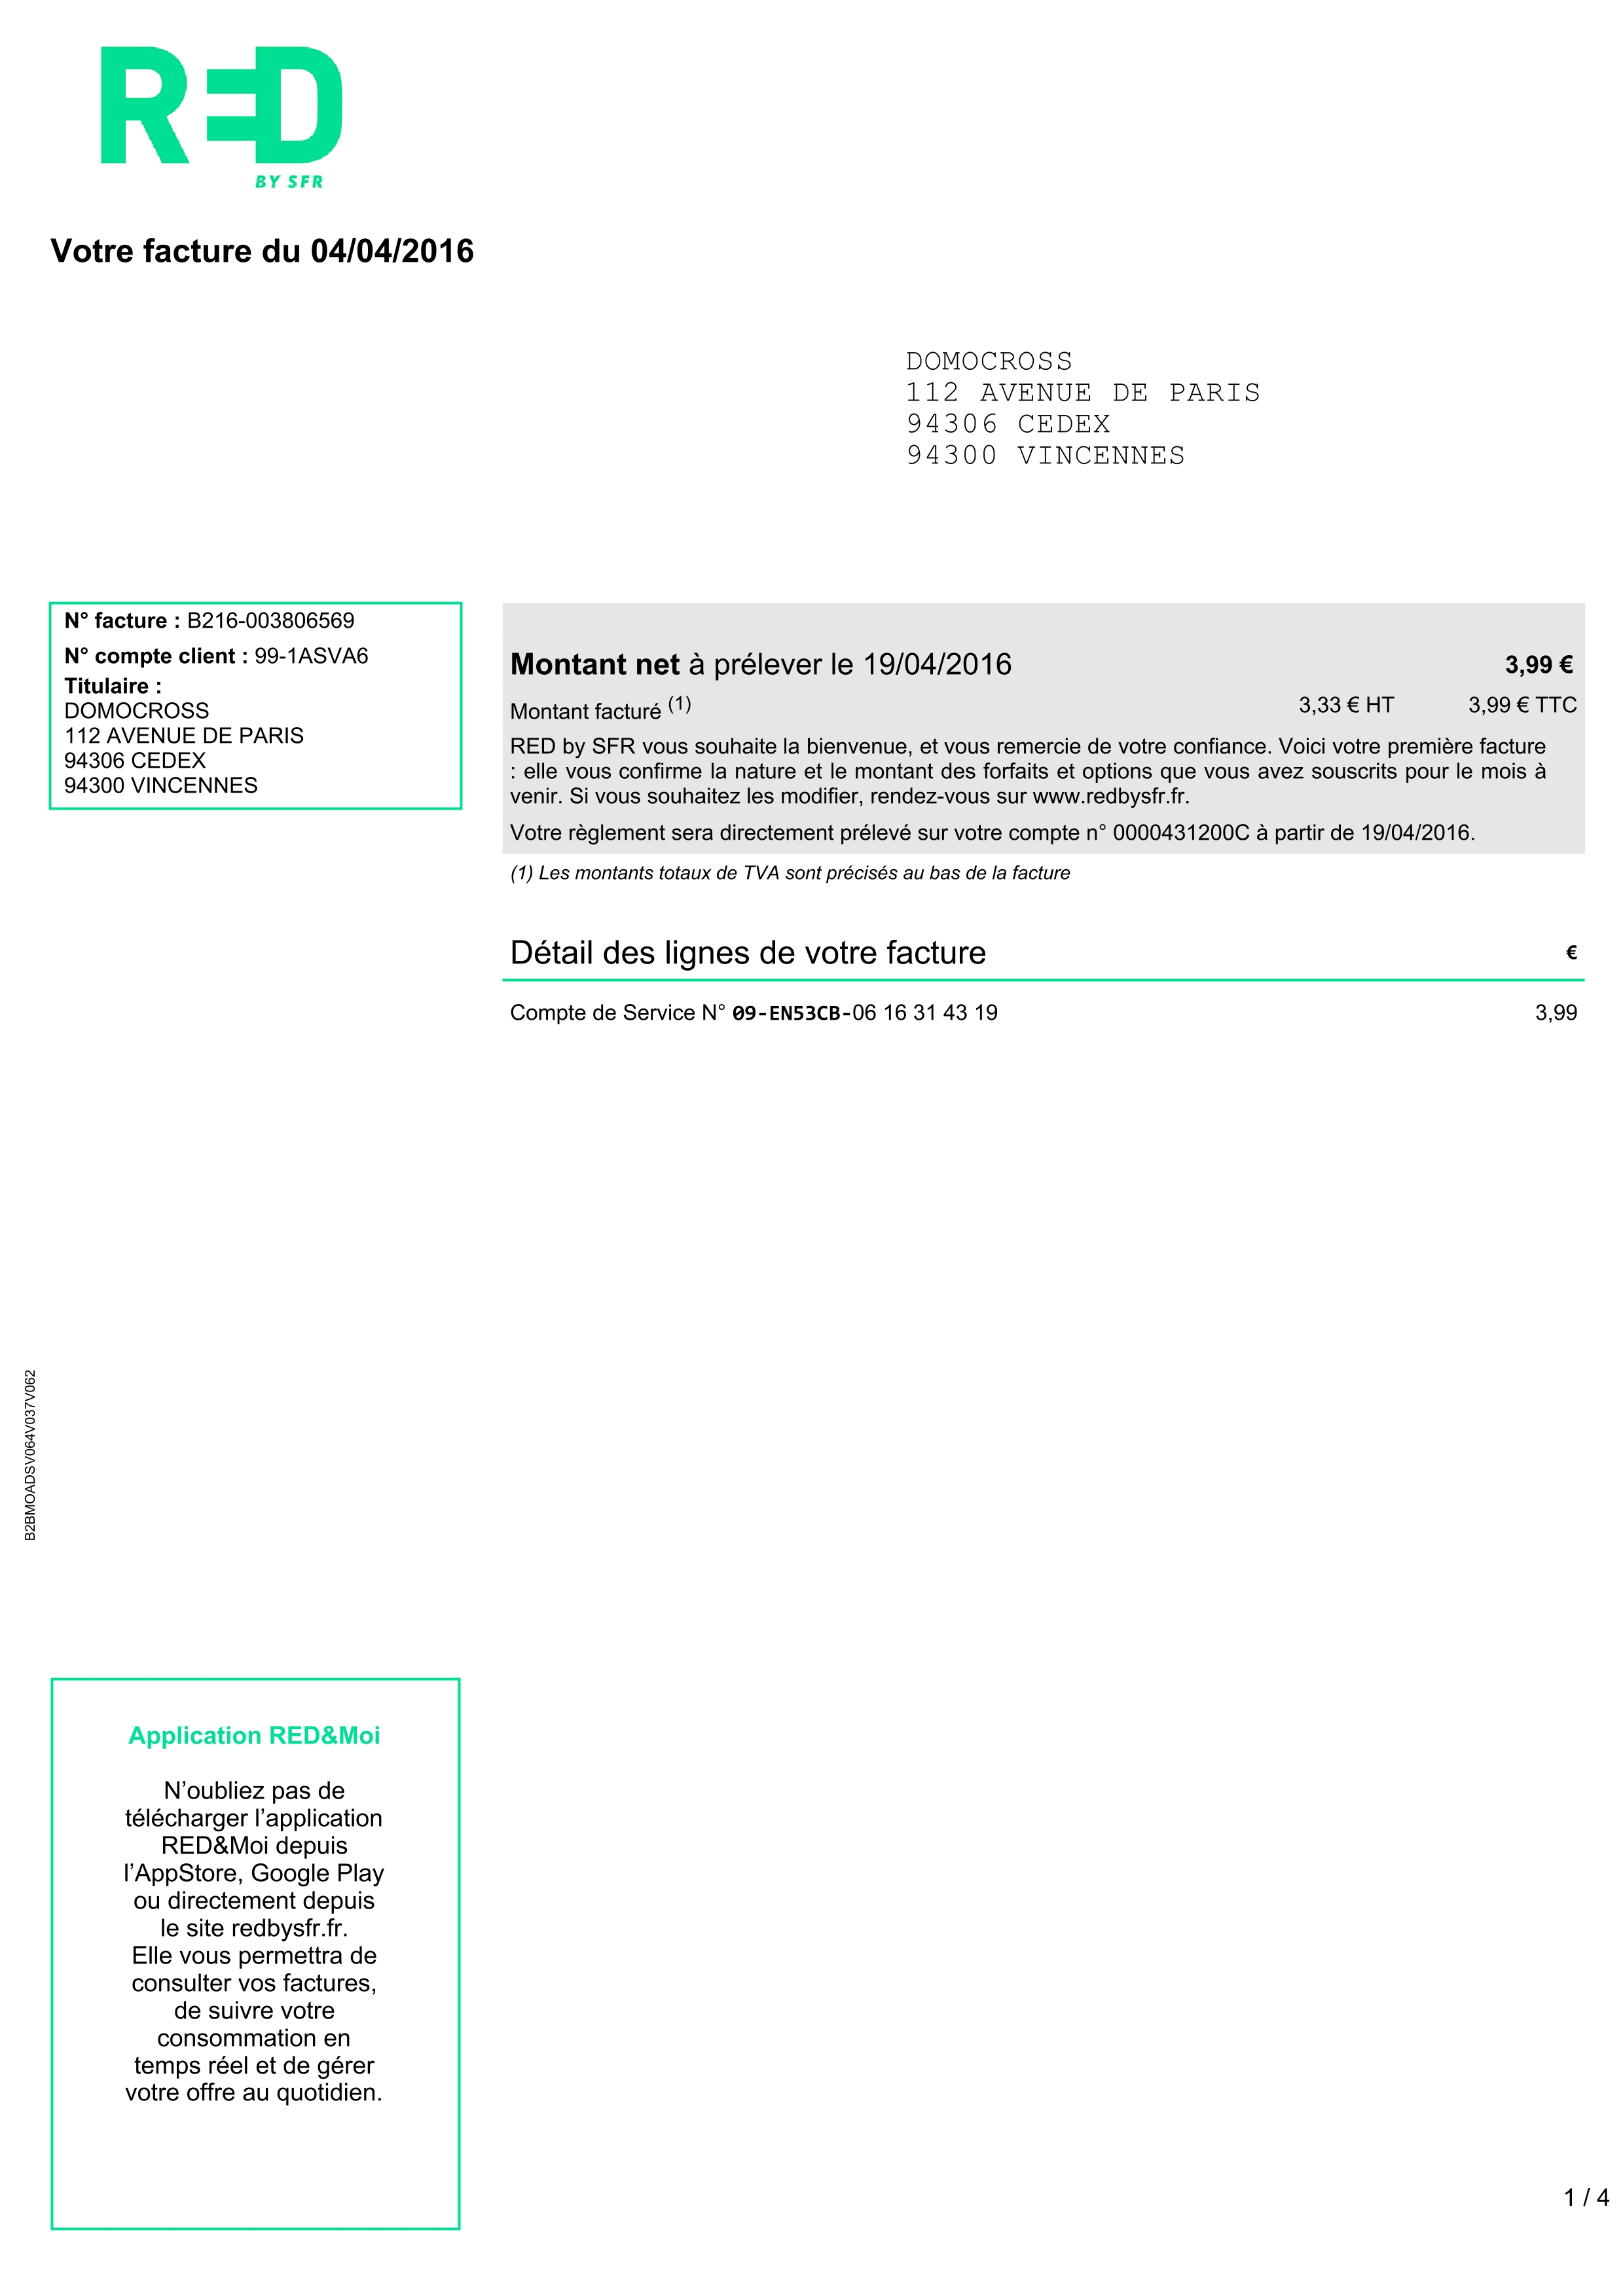 RED
BY SFR
Votre facture du 04/04/2016
DOMOCROSS
112 AVENUE DE PARIS
94306 CEDEX
94300 VINCENNES
N° facture : B216-003806569
N° compte client : 99-1ASVA6
Titulaire :
DOMOCROSS
112 AVENUE DE PARIS
94306 CEDEX
94300 VINCENNES
Montant net à prélever le 19/04/2016 3,99 €
Montant facturé (1) 3,33 € HT 3,99 € TTC
RED by SFR vous souhaite la bienvenue, et vous remercie de votre confiance. Voici votre première facture
: elle vous confirme la nature et le montant des forfaits et options que vous avez souscrits pour le mois à
venir. Si vous souhaitez les modifier, rendez-vous sur www.redbysfr.fr.
Votre règlement sera directement prélevé sur votre compte n° 0000431200C à partir de 19/04/2016.
(1) Les montants totaux de TVA sont précisés au bas de la facture
Détail des lignes de votre facture €
Compte de Service N° 09-EN53CB-06 16 31 43 19 3,99
B2BMOADSV064V037V062
Application RED&Moi
N’oubliez pas de
télécharger l’application
RED&Moi depuis
l’AppStore, Google Play
ou directement depuis
le site redbysfr.fr.
Elle vous permettra de
consulter vos factures,
de suivre votre
consommation en
temps réel et de gérer
votre offre au quotidien.
1 / 4